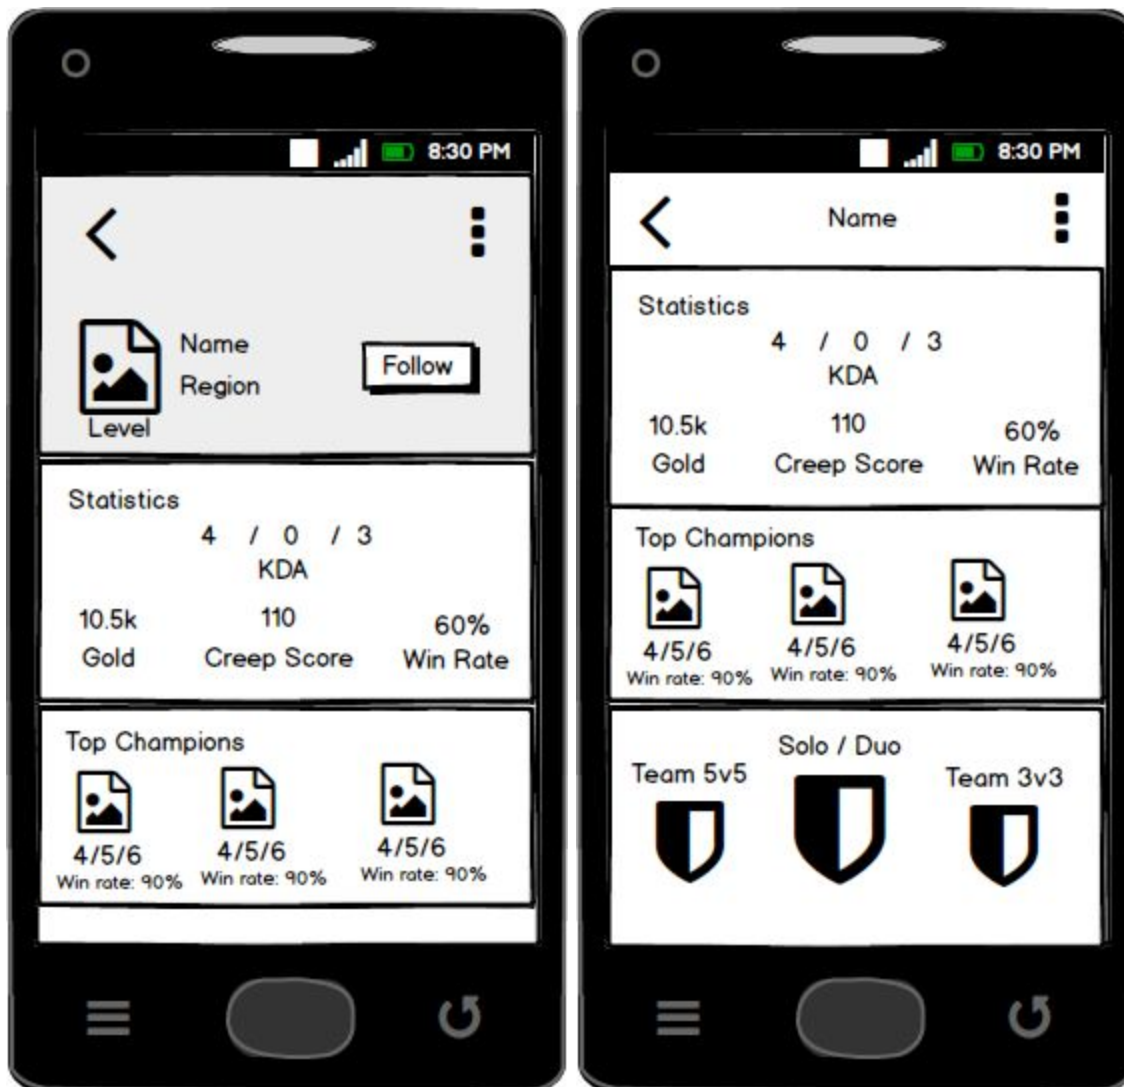 8:30 PM
Name
Region
Follow
Level
Statistics
4 / 0 / 3
KDA
10.5k 110 60%
Gold Creep Score Win Rate
Top Champions
4/5/6 4/5/6 4/5/6
Win rate: 90% Win rate: 90% Win rate: 90%
8:30 PM
Name
Statistics
4 / 0 / 3
KDA
10.5k 110 60%
Gold Creep Score Win Rate
Top Champions
4/5/6 4/5/6 4/5/6
Win rate: 90% Win rate: 90% Win rate: 90%
Solo / Duo
Team 5v5 Team 3v3